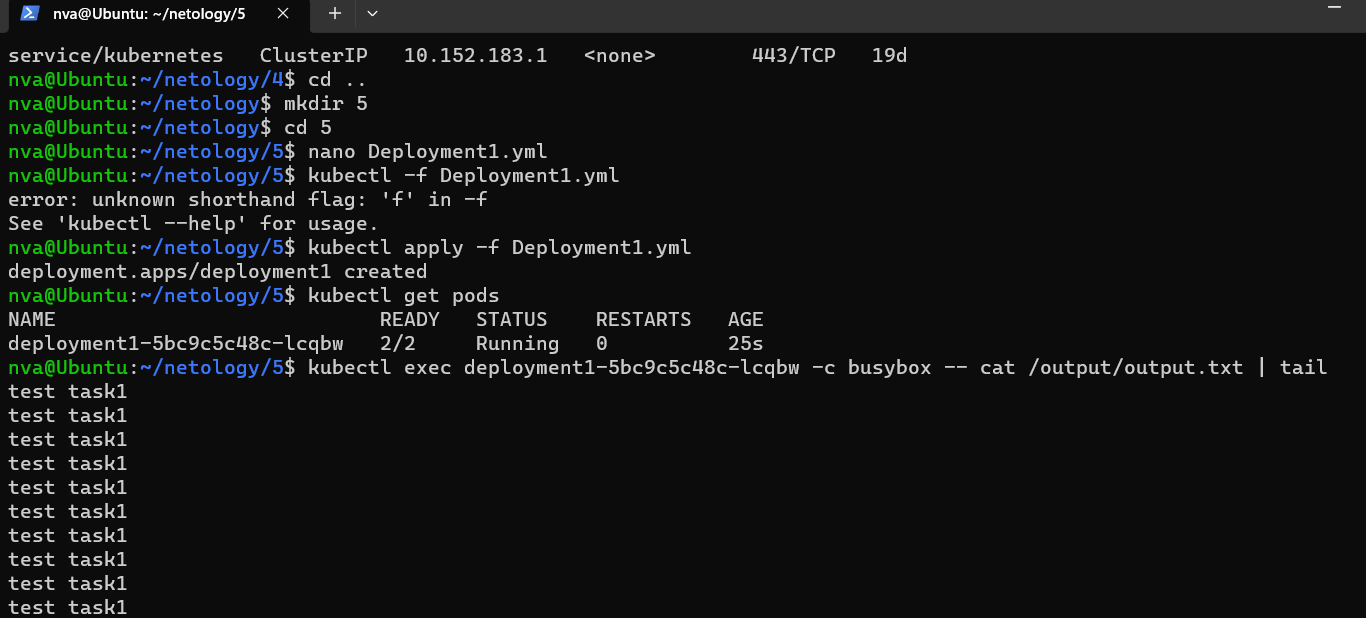 nva@Ubuntu: ~/netology/5
service/kubernetes   ClusterIP   10.152.183.1   <none>        443/TCP   19d
nva@Ubuntu:~/netology/4$ cd ..
nva@Ubuntu:~/netology$ mkdir 5
nva@Ubuntu:~/netology$ cd 5
nva@Ubuntu:~/netology/5$ nano Deployment1.yml
nva@Ubuntu:~/netology/5$ kubectl -f Deployment1.yml
error: unknown shorthand flag: 'f' in -f
See 'kubectl --help' for usage.
nva@Ubuntu:~/netology/5$ kubectl apply -f Deployment1.yml
deployment.apps/deployment1 created
nva@Ubuntu:~/netology/5$ kubectl get pods
NAME                           READY   STATUS    RESTARTS   AGE
deployment1-5bc9c5c48c-lcqbw   2/2     Running   0          25s
nva@Ubuntu:~/netology/5$ kubectl exec deployment1-5bc9c5c48c-lcqbw -c busybox -- cat /output/output.txt | tail
test task1
test task1
test task1
test task1
test task1
test task1
test task1
test task1
test task1
test task1